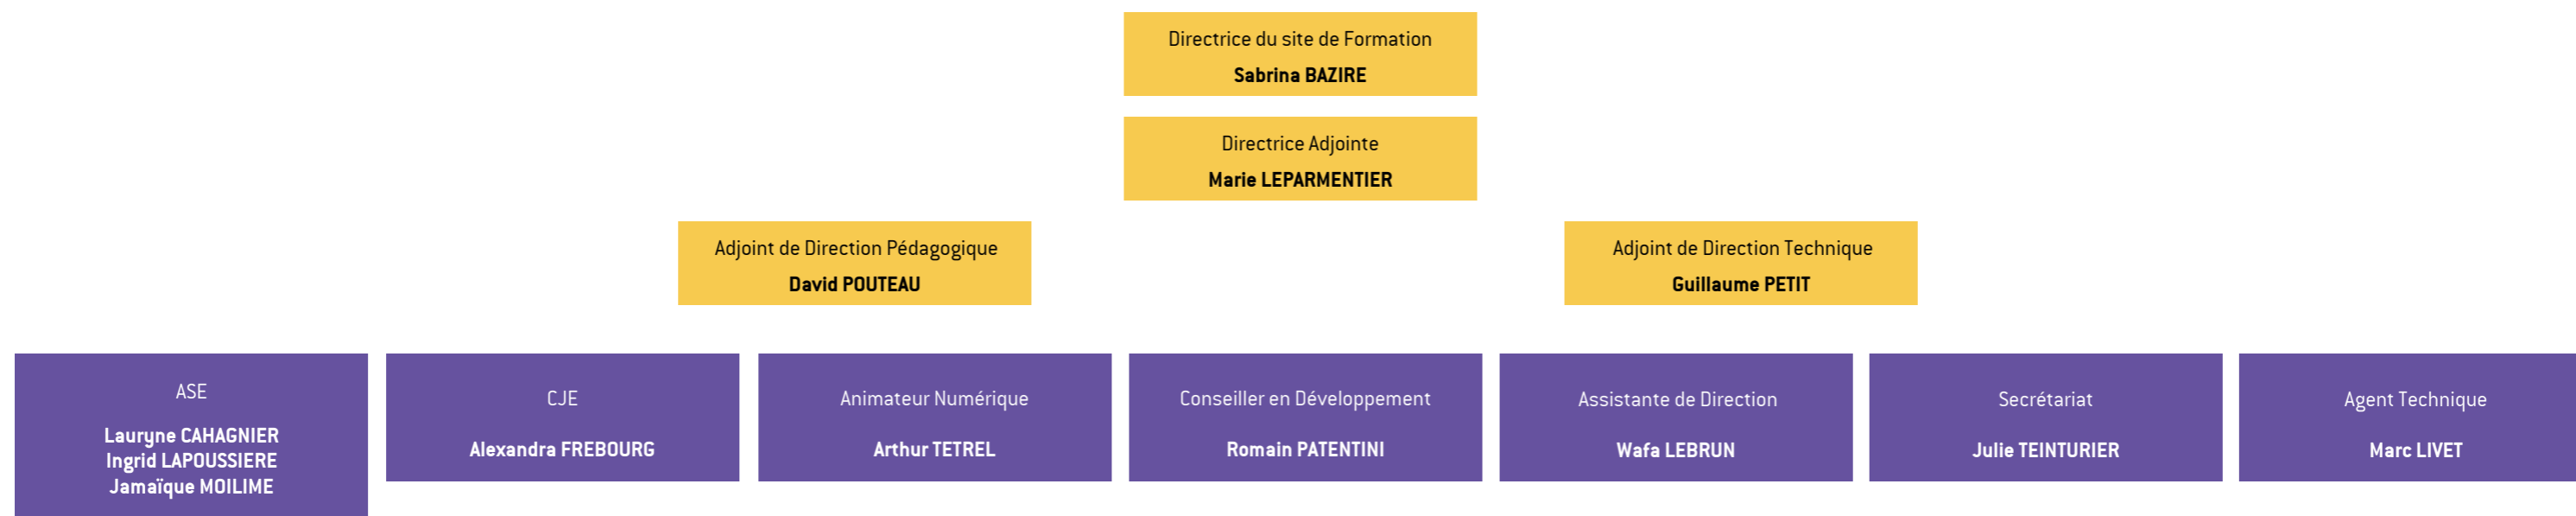 Directrice du site de Formation
Sabrina BAZIRE
Directrice Adjointe
Marie LEPARMENTIER
Adjoint de Direction Pédagogique
David POUTEAU
Adjoint de Direction Technique
Guillaume PETIT
ASE
Lauryne CAHAGNIER
Ingrid LAPOUSSIERE
Jamaïque MOILIME
CJE
Alexandra FREBOURG
Animateur Numérique
Arthur TETREL
Conseiller en Développement
Romain PATENTINI
Assistante de Direction
Wafa LEBRUN
Secrétariat
Julie TEINTURIER
Agent Technique
Marc LIVET